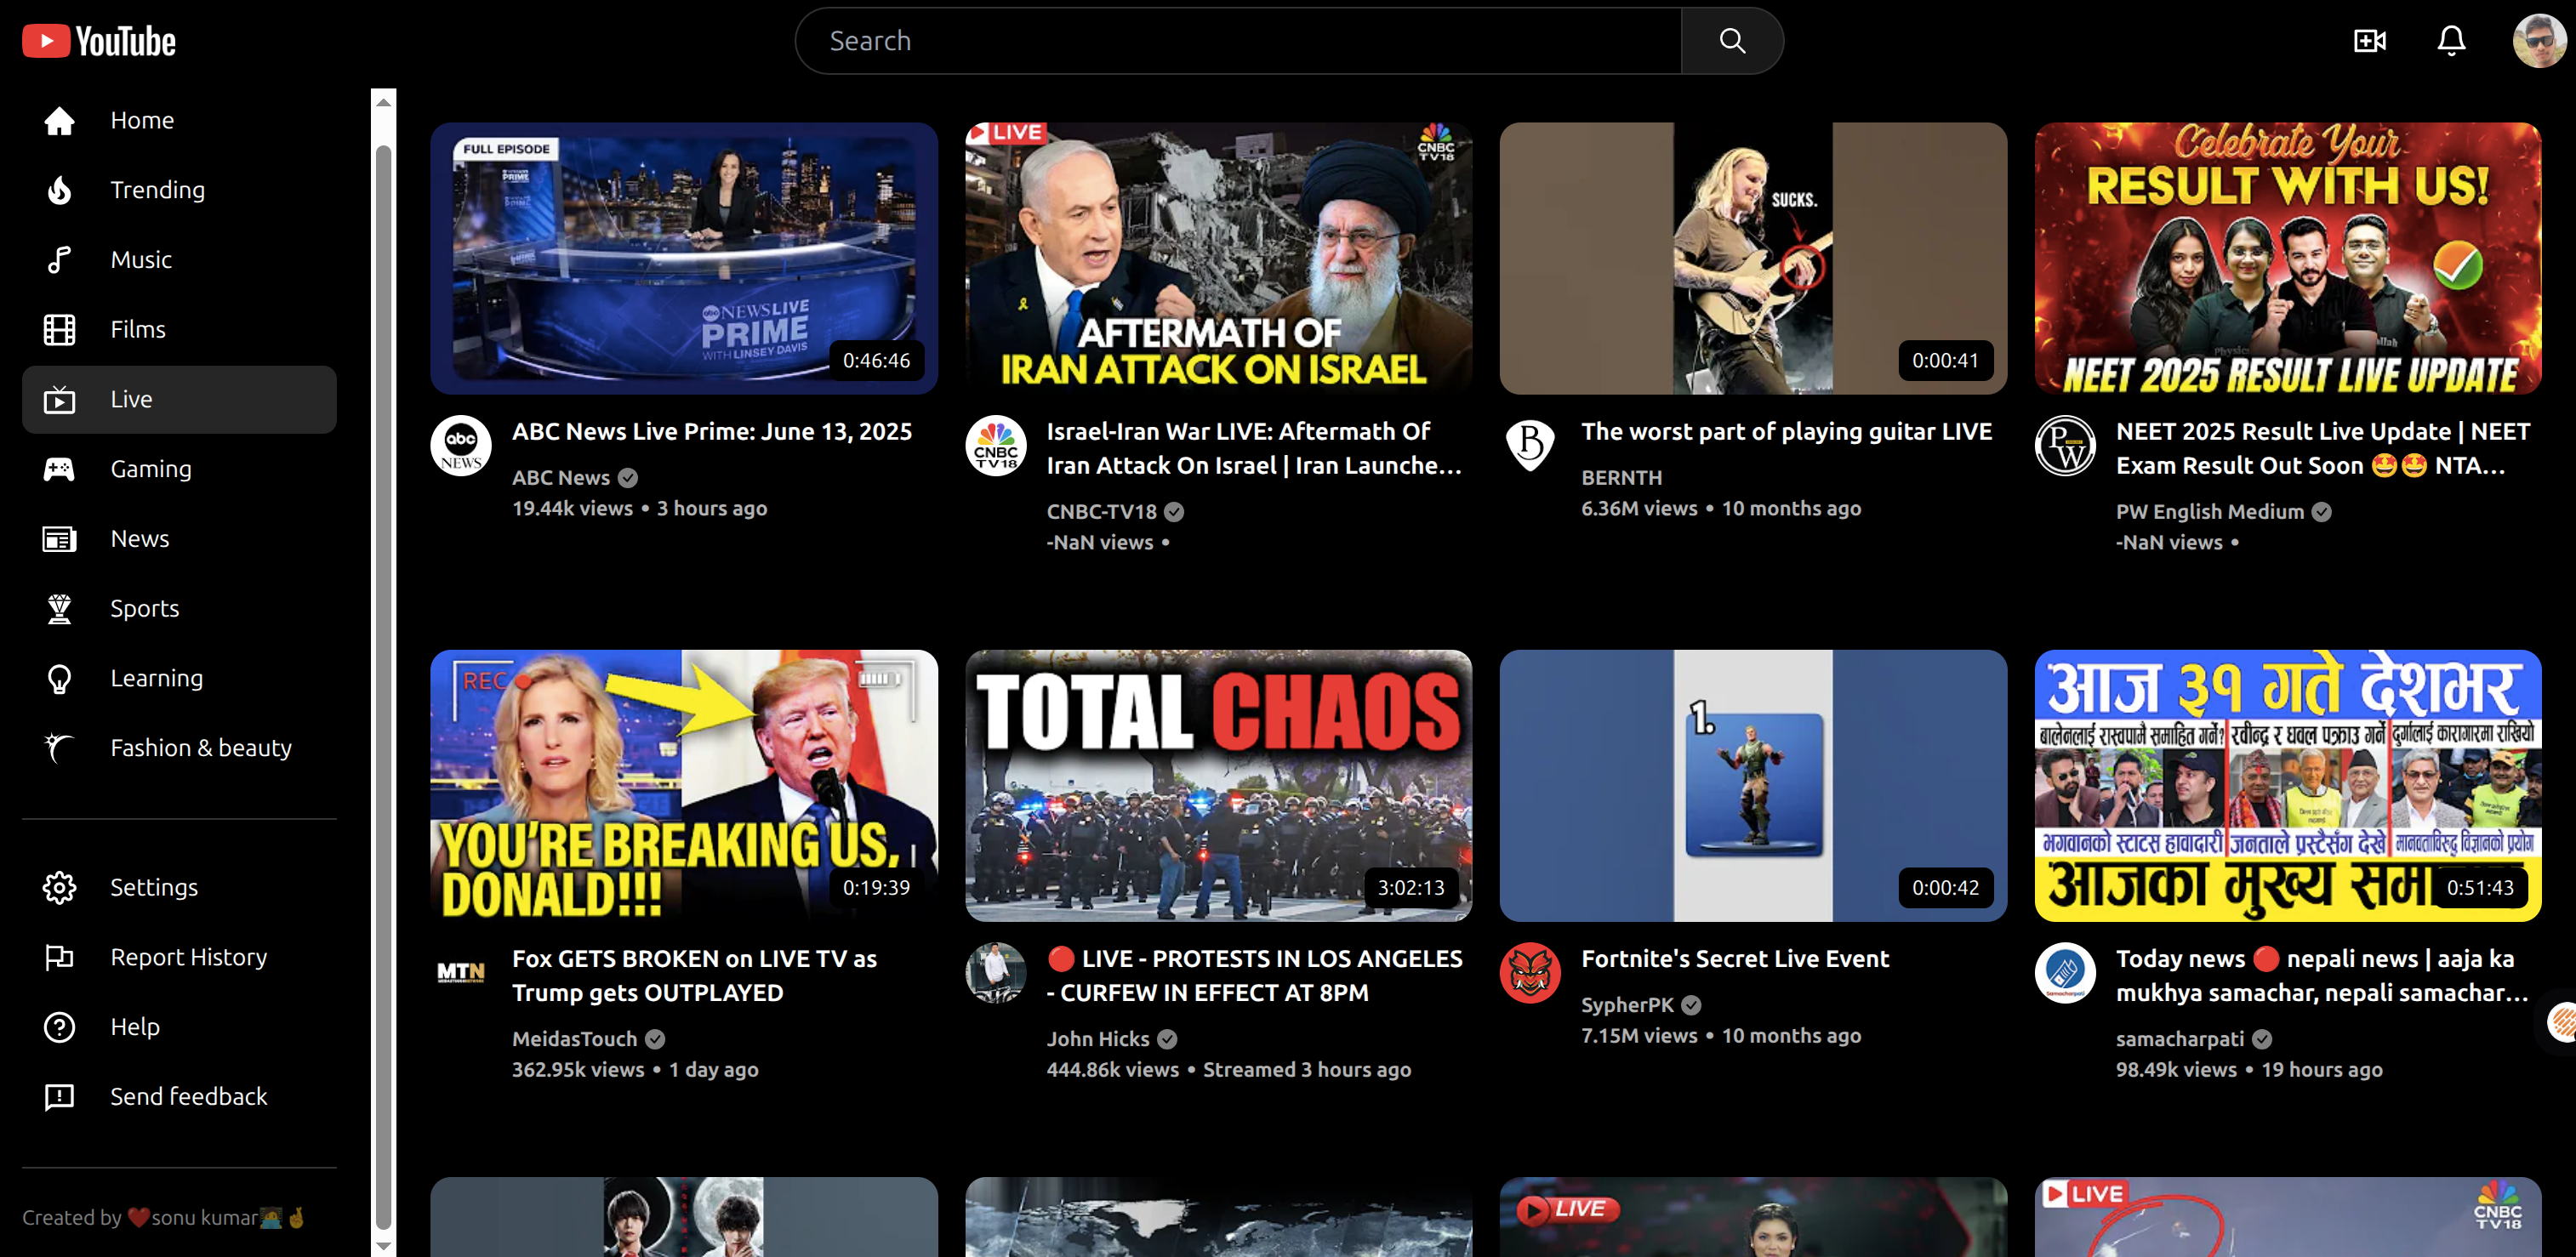 YouTube
Search
Home
Trending
Music
Films
Live
Gaming
News
Sports
Learning
Fashion & beauty
Settings
Report History
Help
Send feedback
Created by ❤️sonu kumar🧑‍💻🤞
FULL EPISODE
abc NEWS LIVE
PRIME
WITH LINSEY DAVIS
0:46:46
abc
NEWS
ABC News Live Prime: June 13, 2025
ABC News
19.44k views • 3 hours ago
LIVE
CNBC
TV18
AFTERMATH OF
IRAN ATTACK ON ISRAEL
CNBC
TV18
Israel-Iran War LIVE: Aftermath Of
Iran Attack On Israel | Iran Launche...
CNBC-TV18
-NaN views •
SUCKS.
0:00:41
B
The worst part of playing guitar LIVE
BERNTH
6.36M views • 10 months ago
Celebrate Your
RESULT WITH US!
NEET 2025 RESULT LIVE UPDATE
PW
NEET 2025 Result Live Update | NEET
Exam Result Out Soon 🤩🤩 NTA...
PW English Medium
-NaN views •
REC
YOU'RE BREAKING US,
DONALD!!!
0:19:39
MTN
Fox GETS BROKEN on LIVE TV as
Trump gets OUTPLAYED
MeidasTouch
362.95k views • 1 day ago
TOTAL CHAOS
3:02:13
🔴 LIVE - PROTESTS IN LOS ANGELES
- CURFEW IN EFFECT AT 8PM
John Hicks
444.86k views • Streamed 3 hours ago
1.
0:00:42
Fortnite's Secret Live Event
SypherPK
7.15M views • 10 months ago
आज ३१ गते देशभर
बालेनलाई रास्वपामै समाहित गर्ने? रवीन्द्र र धवल पक्राउ गर्ने दुर्गालाई कारागारमा राखियो
भगवानको स्टाटस हावादारी जनताले प्रस्टैसँग देखे मानवताविरुद्ध विज्ञानको प्रयोग
आजका मुख्य समा
0:51:43
Samacharpati
Today news 🔴 nepali news | aaja ka
mukhya samachar, nepali samachar...
samacharpati
98.49k views • 19 hours ago
LIVE
LIVE
CNBC
TV18